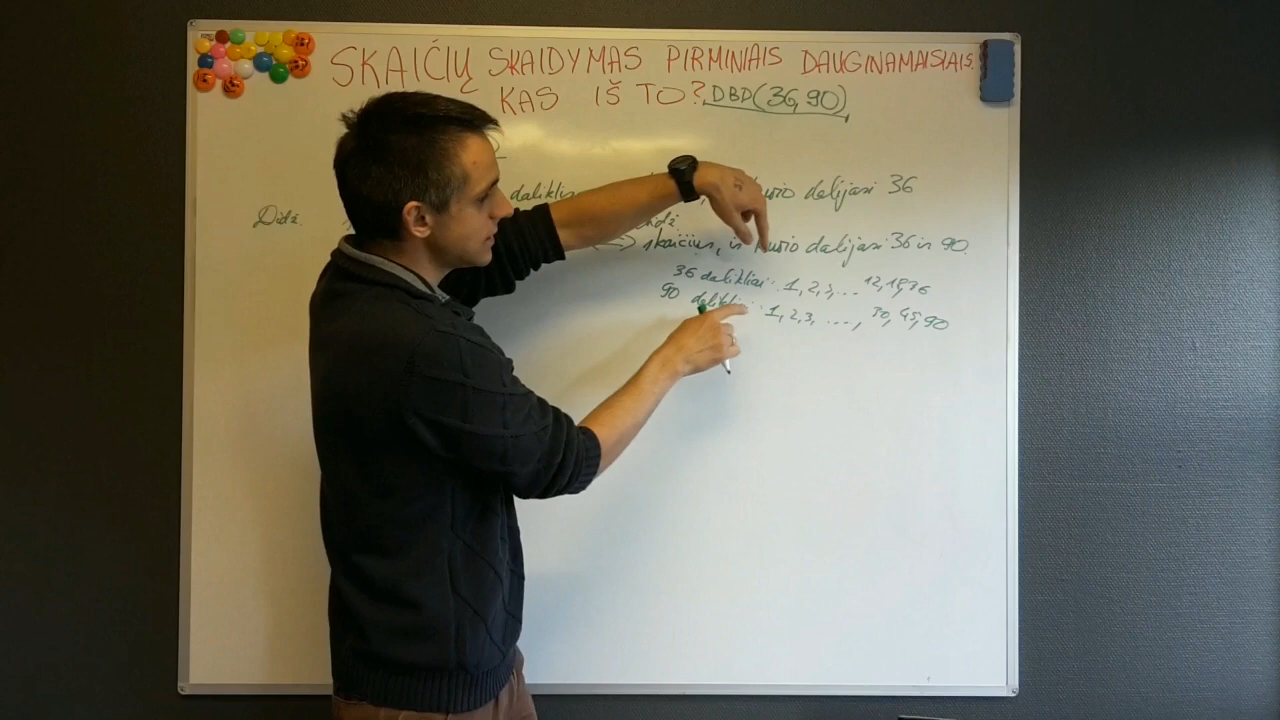 SKAIČIŲ SKAIDYMAS PIRMINIAIS DAUGINAMAISIAIS.
KAS IŠ TO? DBD(36,90)
dalijasi 36
Didž.
skaičius, iš kurio dalijasi 36 ir 90.
36 dalikliai: 1, 2, 3, ... 12, 18, 36
90 1, 2, 3, ...., 30, 45, 90